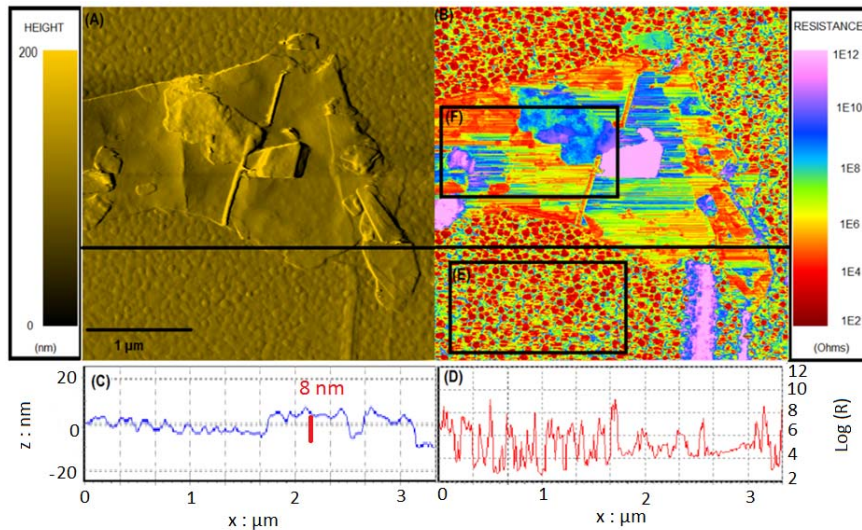 HEIGHT
200
0
(nm)
(A)
1 µm
(B)
(F)
(E)
RESISTANCE
1E12
1E10
1E8
1E6
1E4
1E2
(Ohms)
(C)
20
0
-20
z : nm
8 nm
0
1
2
3
x : µm
(D)
12
10
8
6
4
2
Log (R)
0
1
2
3
x : µm